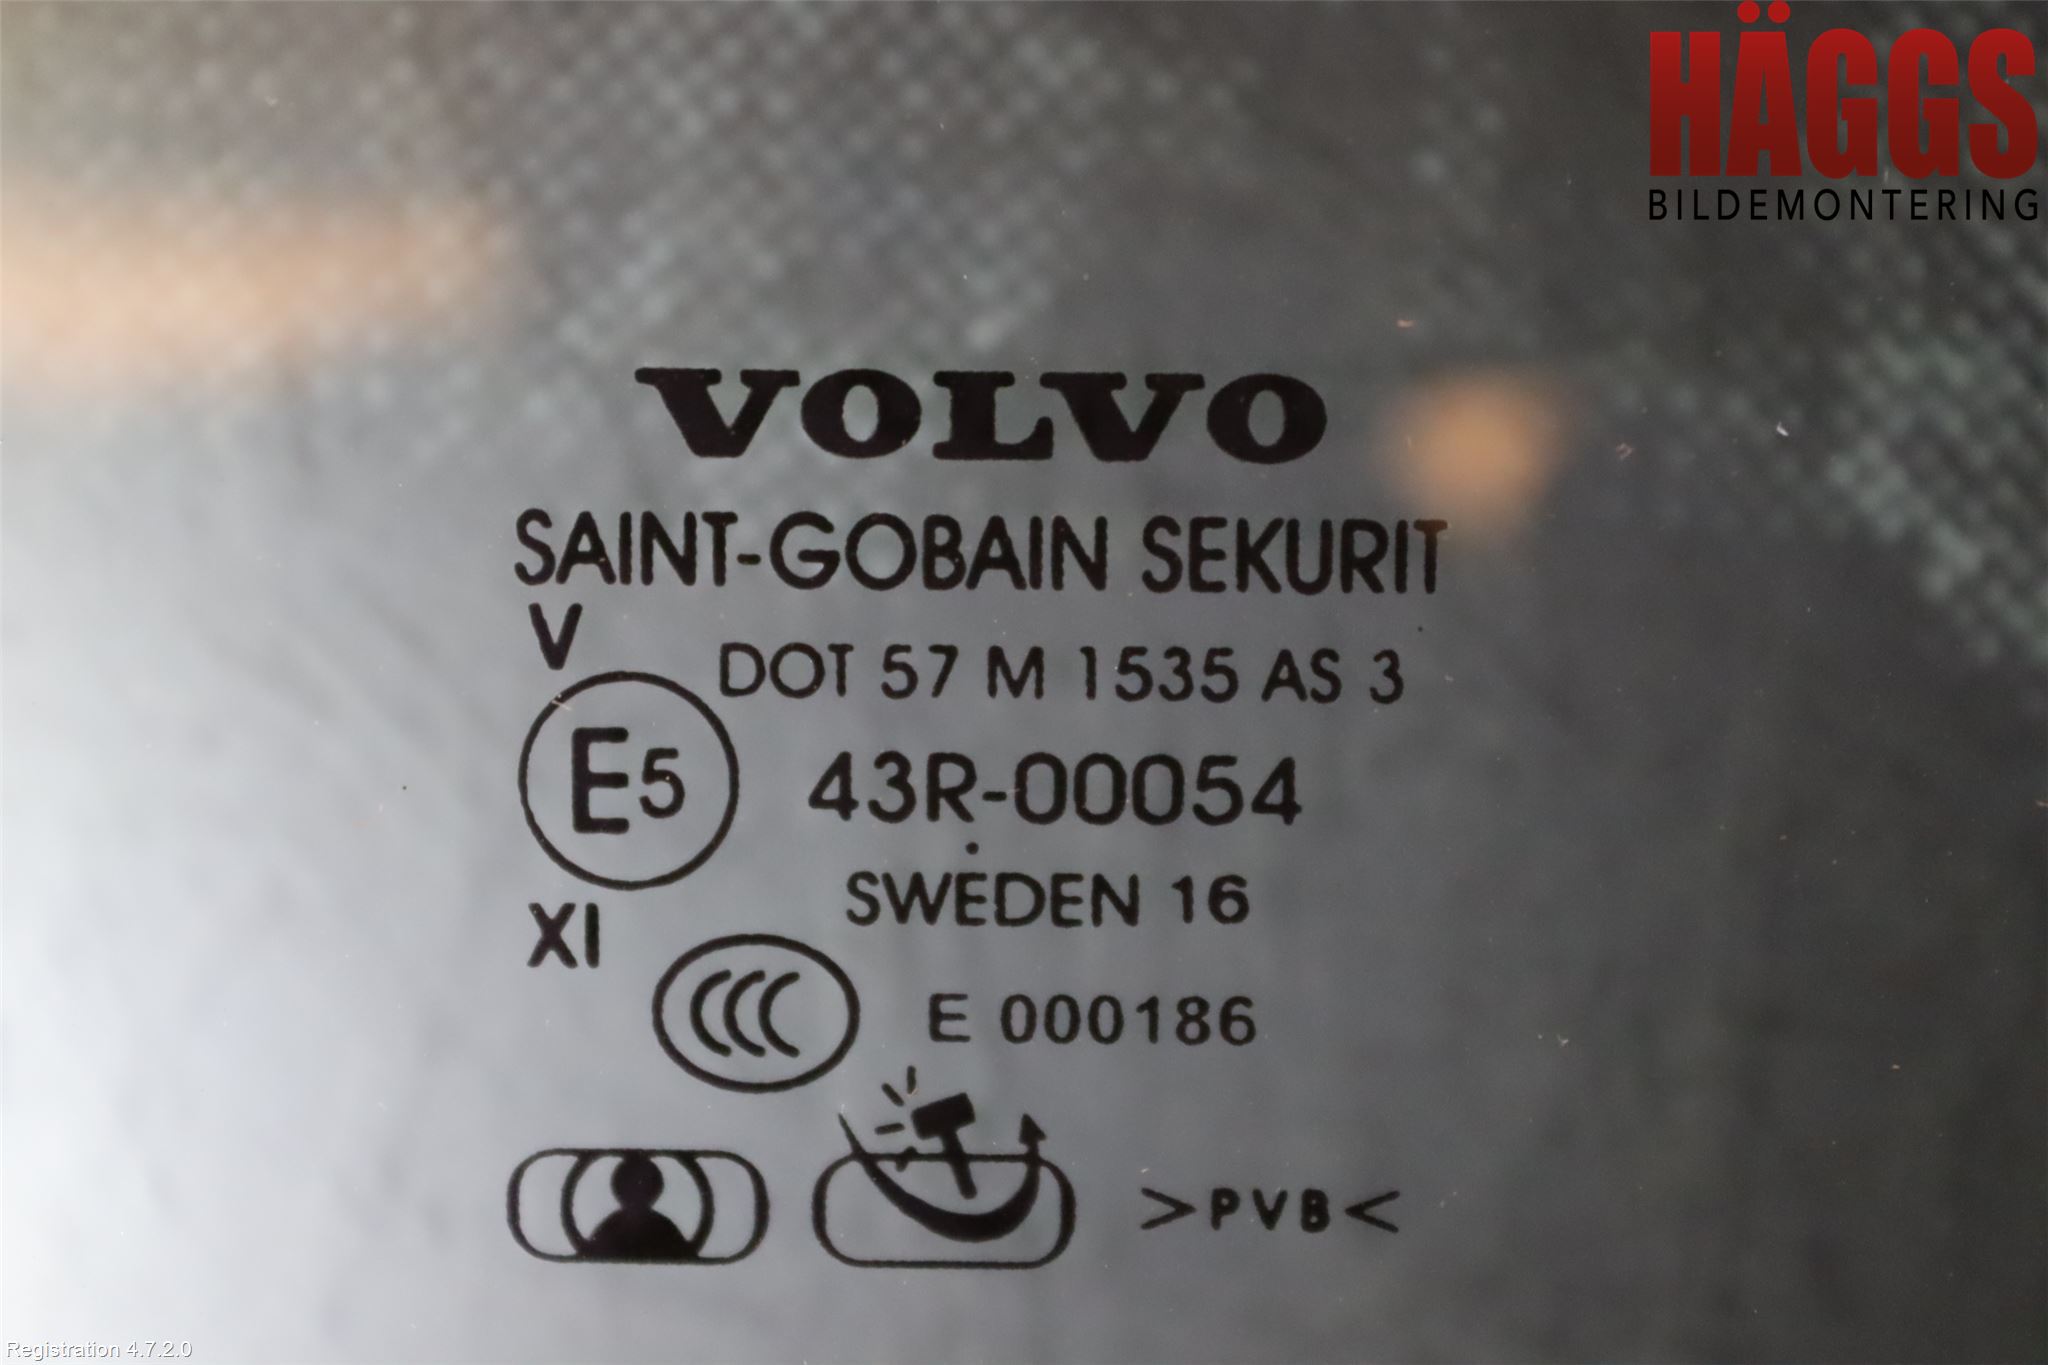 HÄGGS
BILDEMONTERING
VOLVO
SAINT-GOBAIN SEKURIT
V
DOT 57 M 1535 AS 3
E5
43R-00054
SWEDEN 16
XI
CCC
E 000186
>PVB<
Registration 4.7.2.0